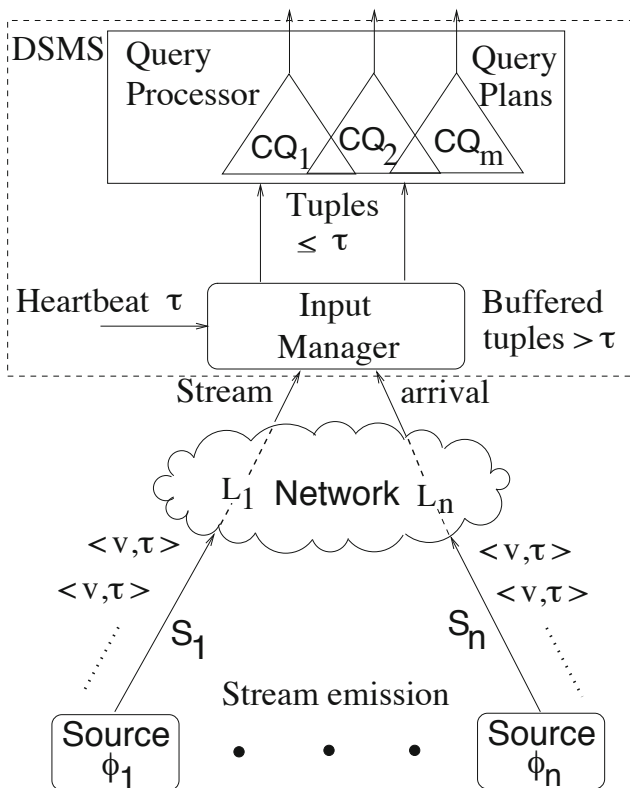 DSMS
Query
Processor
Query
Plans
CQ1
CQ2
CQm
Tuples
≤ τ
Heartbeat τ
Input
Manager
Buffered
tuples > τ
Stream
arrival
L1
Network
Ln
<v,τ>
<v,τ>
<v,τ>
<v,τ>
S1
Sn
Stream emission
Source
ϕ1
Source
ϕn